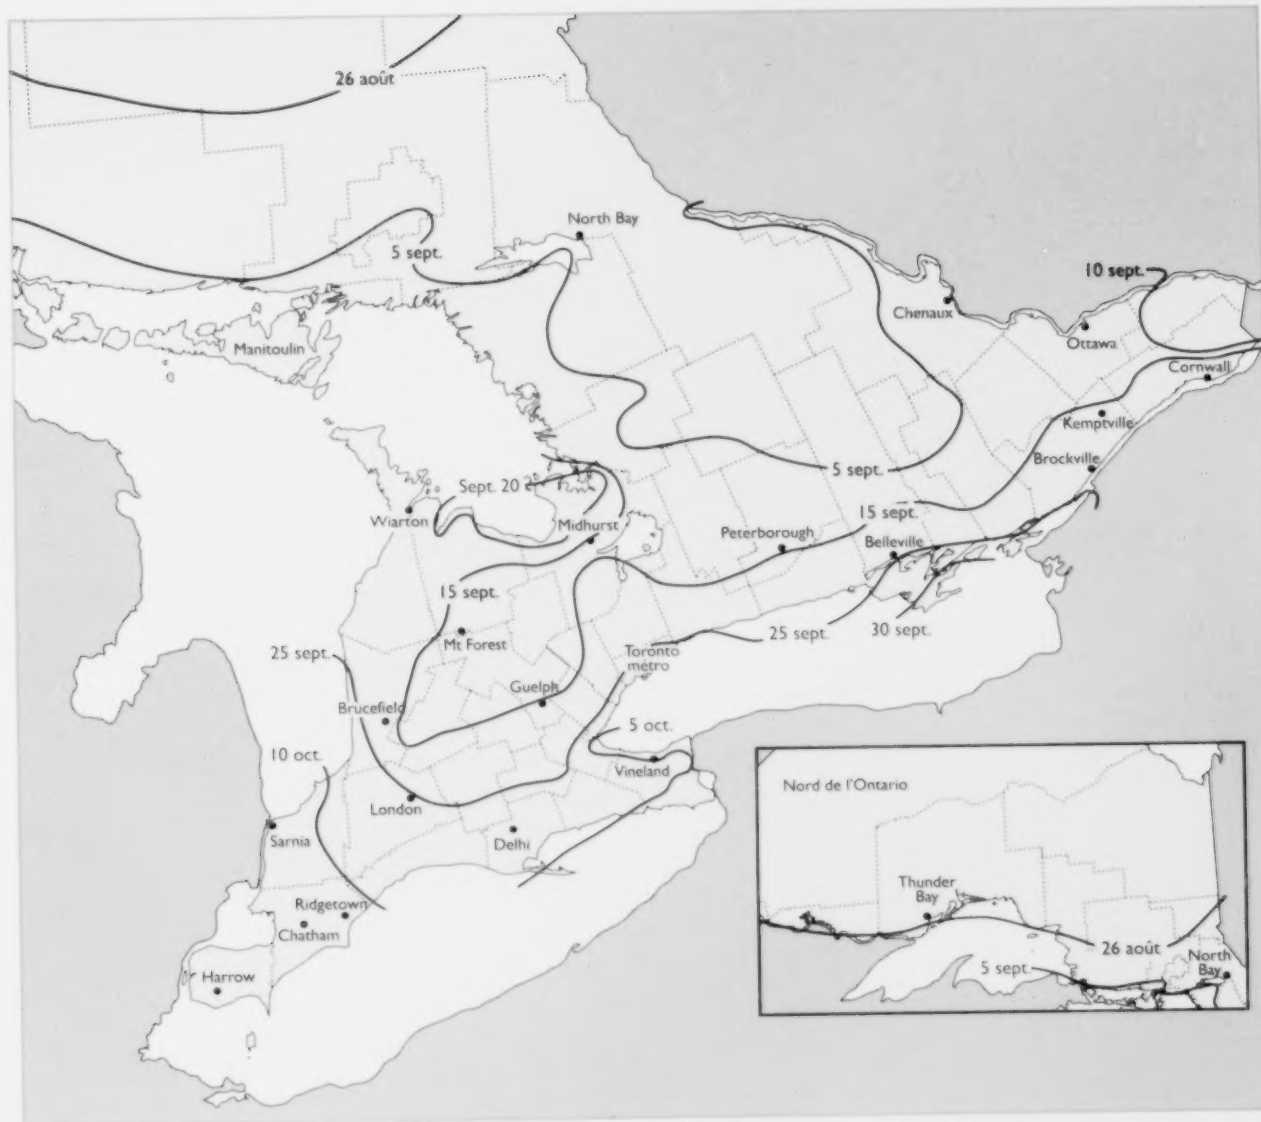 26 août
North Bay
5 sept.
10 sept.
Chenaux
Ottawa
Manitoulin
Cornwall
Kemptville
Brockville
5 sept.
Sept. 20
15 sept.
Wiarton
Midhurst
Peterborough
Belleville
15 sept.
25 sept.
30 sept.
Mt Forest
25 sept.
Toronto
métro
Guelph
Brucefield
5 oct.
10 oct.
Vineland
London
Sarnia
Delhi
Ridgetown
Chatham
Harrow
Nord de l'Ontario
Thunder
Bay
26 août
North
Bay
5 sept.